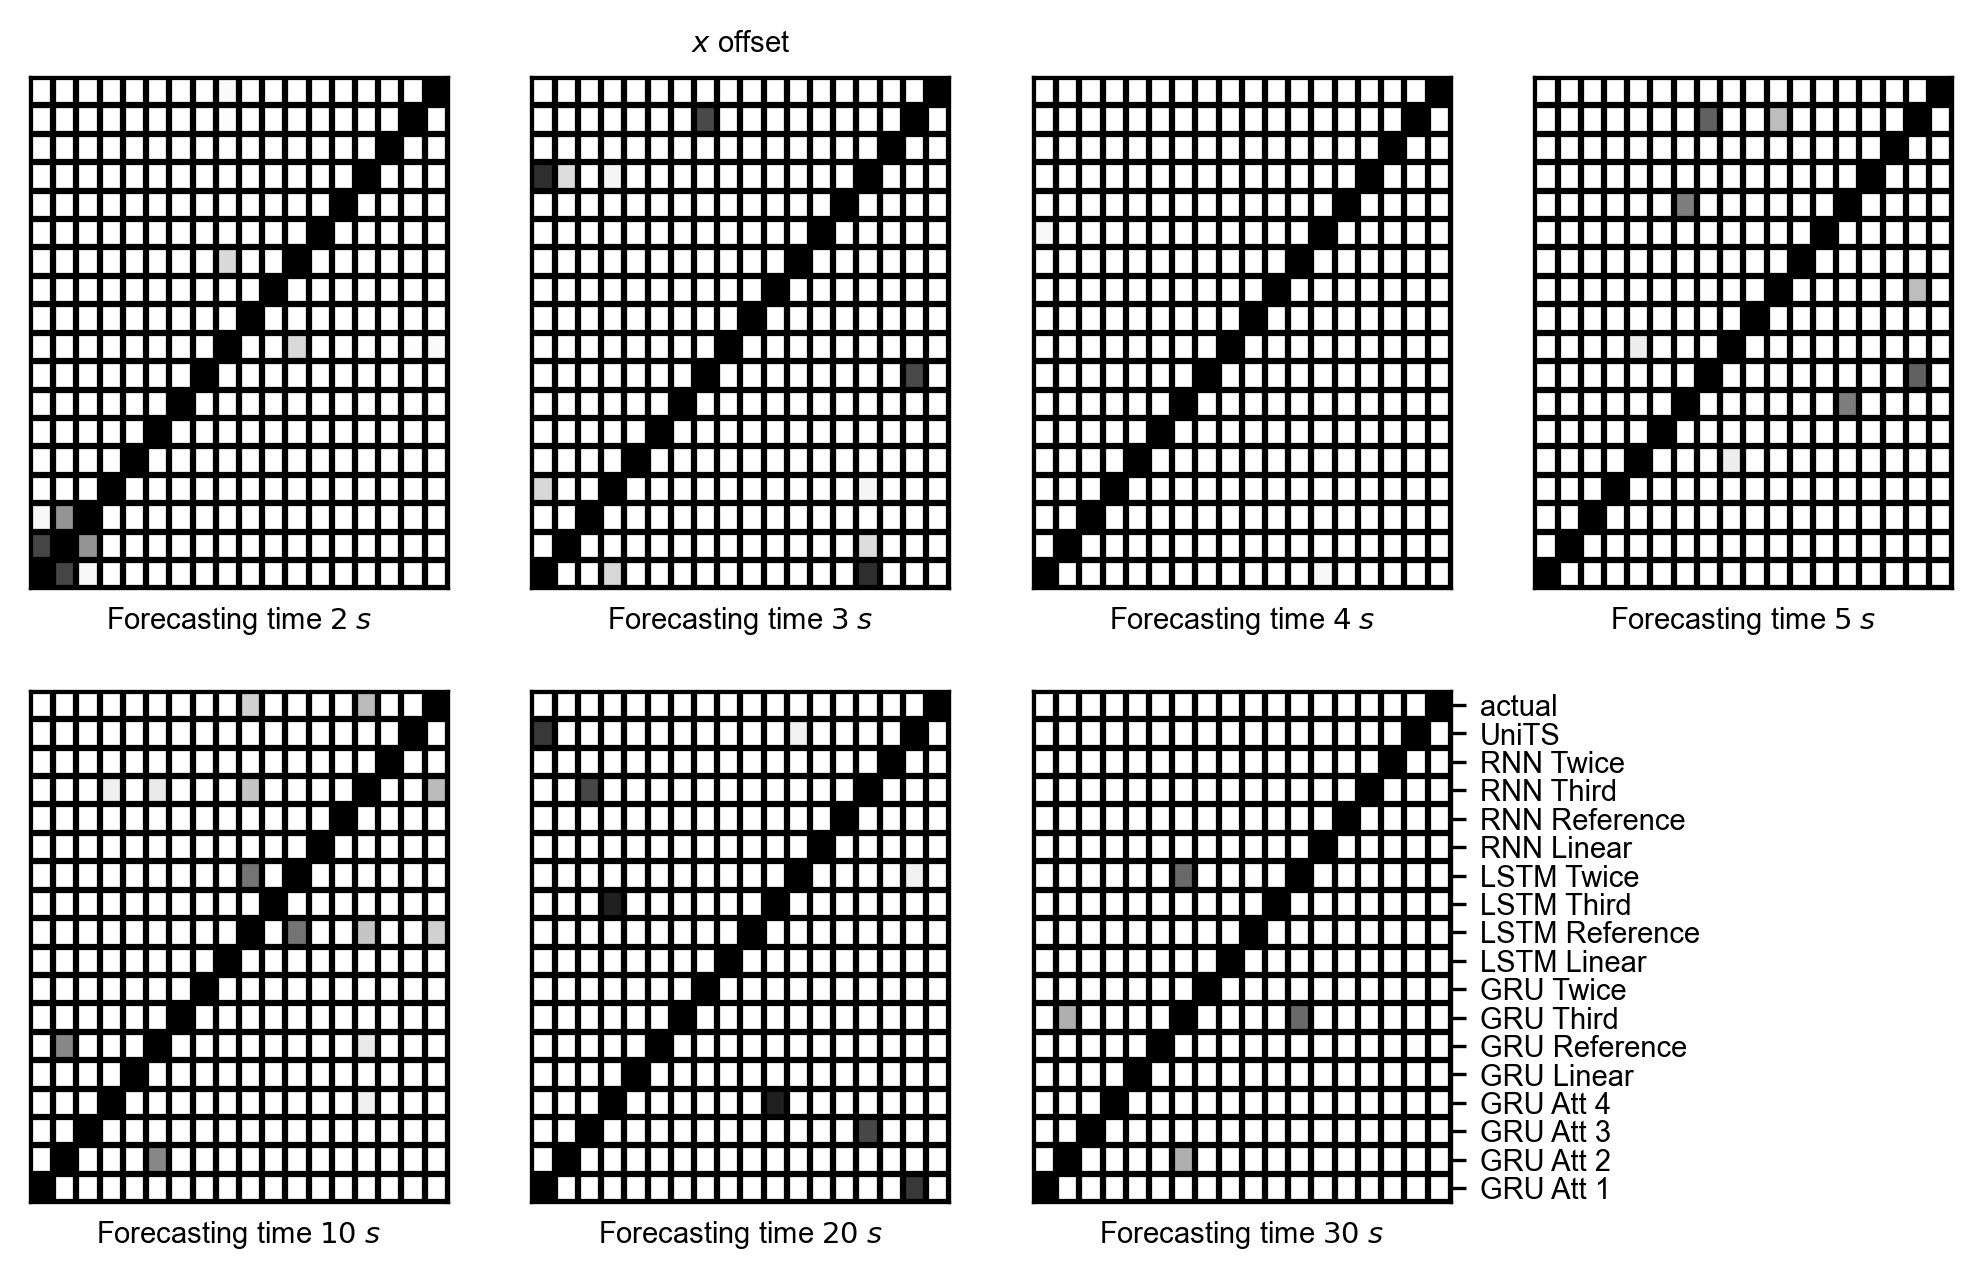 x offset
Forecasting time 2 s
Forecasting time 3 s
Forecasting time 4 s
Forecasting time 5 s
actual
UniTS
RNN Twice
RNN Third
RNN Reference
RNN Linear
LSTM Twice
LSTM Third
LSTM Reference
LSTM Linear
GRU Twice
GRU Third
GRU Reference
GRU Linear
GRU Att 4
GRU Att 3
GRU Att 2
GRU Att 1
Forecasting time 10 s
Forecasting time 20 s
Forecasting time 30 s